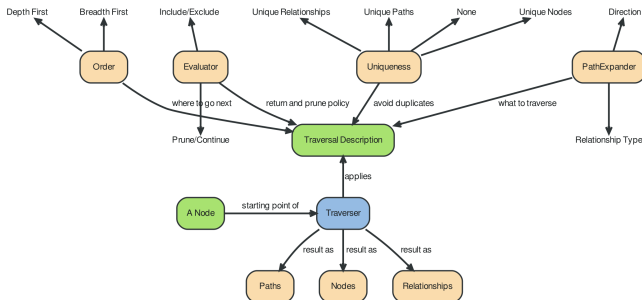 Depth First
Breadth First
Include/Exclude
Unique Relationships
Unique Paths
None
Unique Nodes
Direction
Order
Evaluator
Uniqueness
PathExpander
where to go next
return and prune policy
avoid duplicates
what to traverse
Prune/Continue
Traversal Description
Relationship Type
applies
A Node
starting point of
Traverser
result as
result as
result as
Paths
Nodes
Relationships